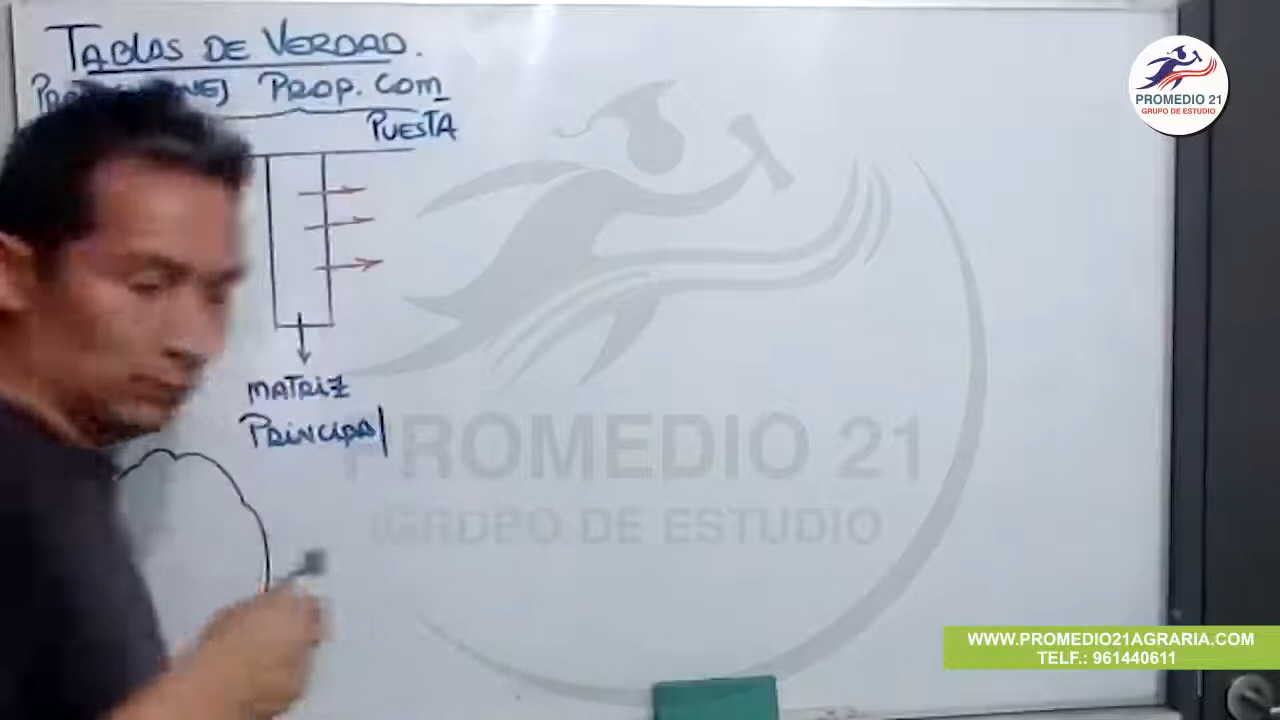 TABLAS DE VERDAD.
PROP. COM
PUESTA
MATRIZ
PRINCIPAL
PROMEDIO 21
GRUPO DE ESTUDIO
PROMEDIO 21
GRUPO DE ESTUDIO
WWW.PROMEDIO21AGRARIA.COM
TELF.: 961440611